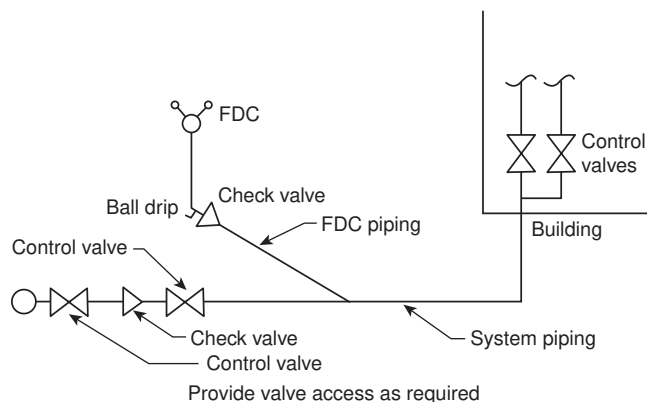 FDC
Control
valves
Check valve
Ball drip
FDC piping
Building
Control valve
System piping
Check valve
Control valve
Provide valve access as required